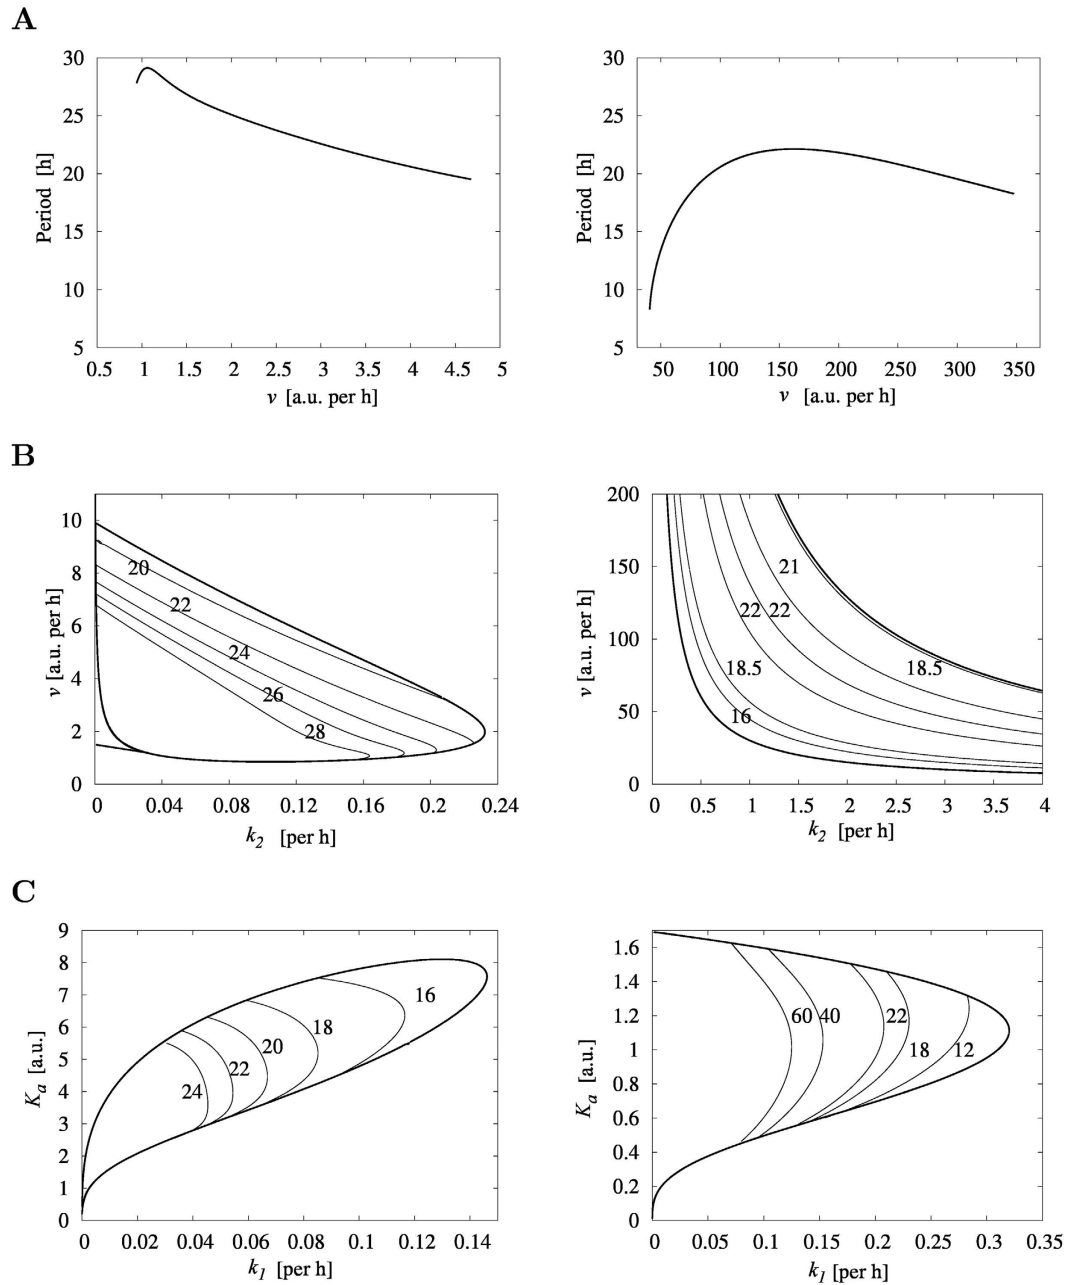 A
30
25
20
15
10
5
Period [h]
0.5 1 1.5 2 2.5 3 3.5 4 4.5 5
v [a.u. per h]
30
25
20
15
10
5
Period [h]
50 100 150 200 250 300 350
v [a.u. per h]
B
10
8
6
4
2
0
v [a.u. per h]
20
22
24
26
28
0 0.04 0.08 0.12 0.16 0.2 0.24
k2 [per h]
200
150
100
50
0
v [a.u. per h]
21
22 22
18.5 18.5
16
0 0.5 1 1.5 2 2.5 3 3.5 4
k2 [per h]
C
9
8
7
6
5
4
3
2
1
0
Ka [a.u.]
16
18
20
22
24
0 0.02 0.04 0.06 0.08 0.1 0.12 0.14
k1 [per h]
1.6
1.4
1.2
1
0.8
0.6
0.4
0.2
0
Ka [a.u.]
60 40 22
18 12
0 0.05 0.1 0.15 0.2 0.25 0.3 0.35
k1 [per h]